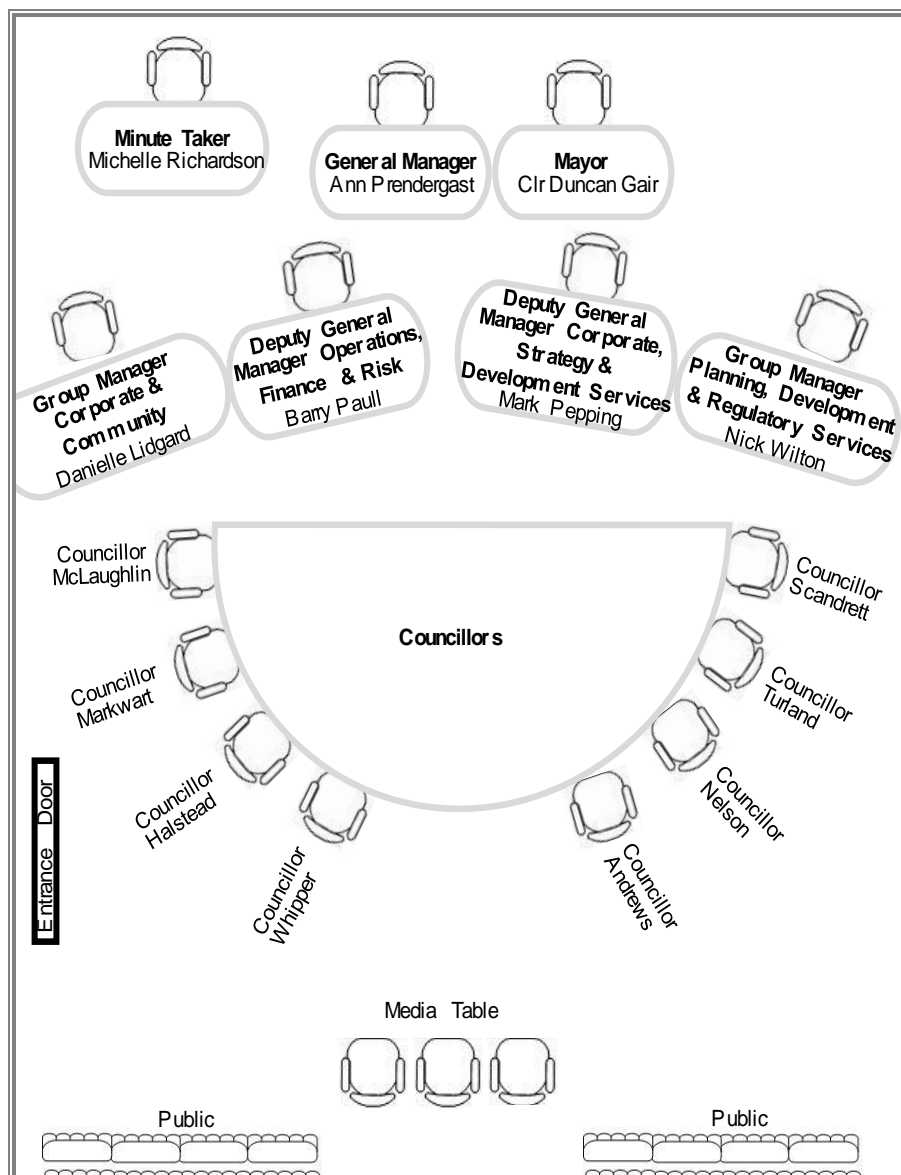 Minute Taker
Michelle Richardson
General Manager
Ann Prendergast
Mayor
Clr Duncan Gair
Group Manager
Corporate &
Community
Danielle Lidgard
Deputy General
Manager Operations,
Finance & Risk
Barry Paull
Deputy General
Manager Corporate,
Strategy &
Development Services
Mark Pepping
Group Manager
Planning, Development
& Regulatory Services
Nick Wilton
Councillor
McLaughlin
Councillor
Markwart
Councillor
Halstead
Councillor
Whipper
Councillors
Councillor
Scandrett
Councillor
Turland
Councillor
Nelson
Councillor
Andrews
Entrance Door
Media Table
Public
Public